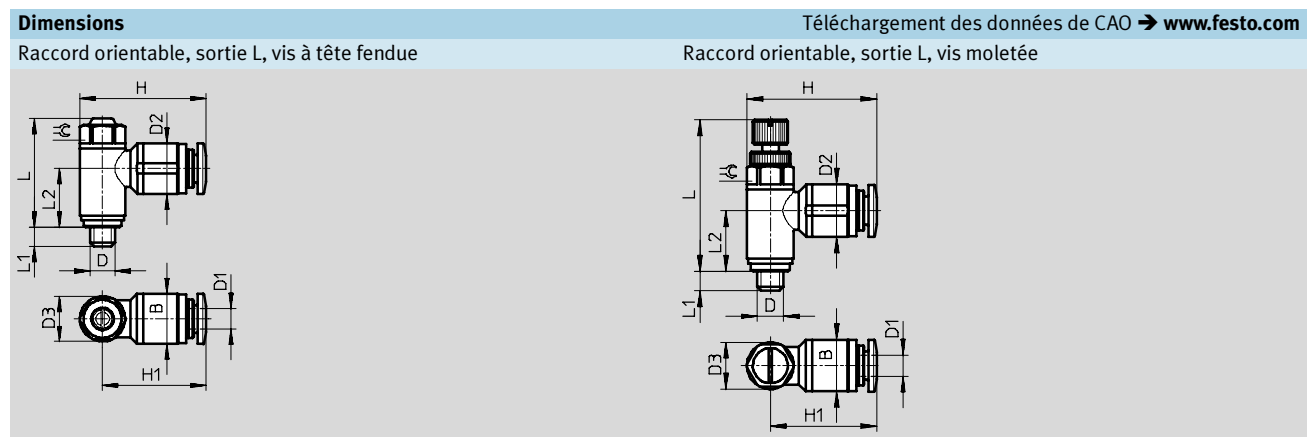 Dimensions
Téléchargement des données de CAO ➔ www.festo.com
Raccord orientable, sortie L, vis à tête fendue
Raccord orientable, sortie L, vis moletée
H
D2
L
L2
L1
D
D1
D3
B
H1
H
D2
L
L2
L1
D
D1
D3
B
H1